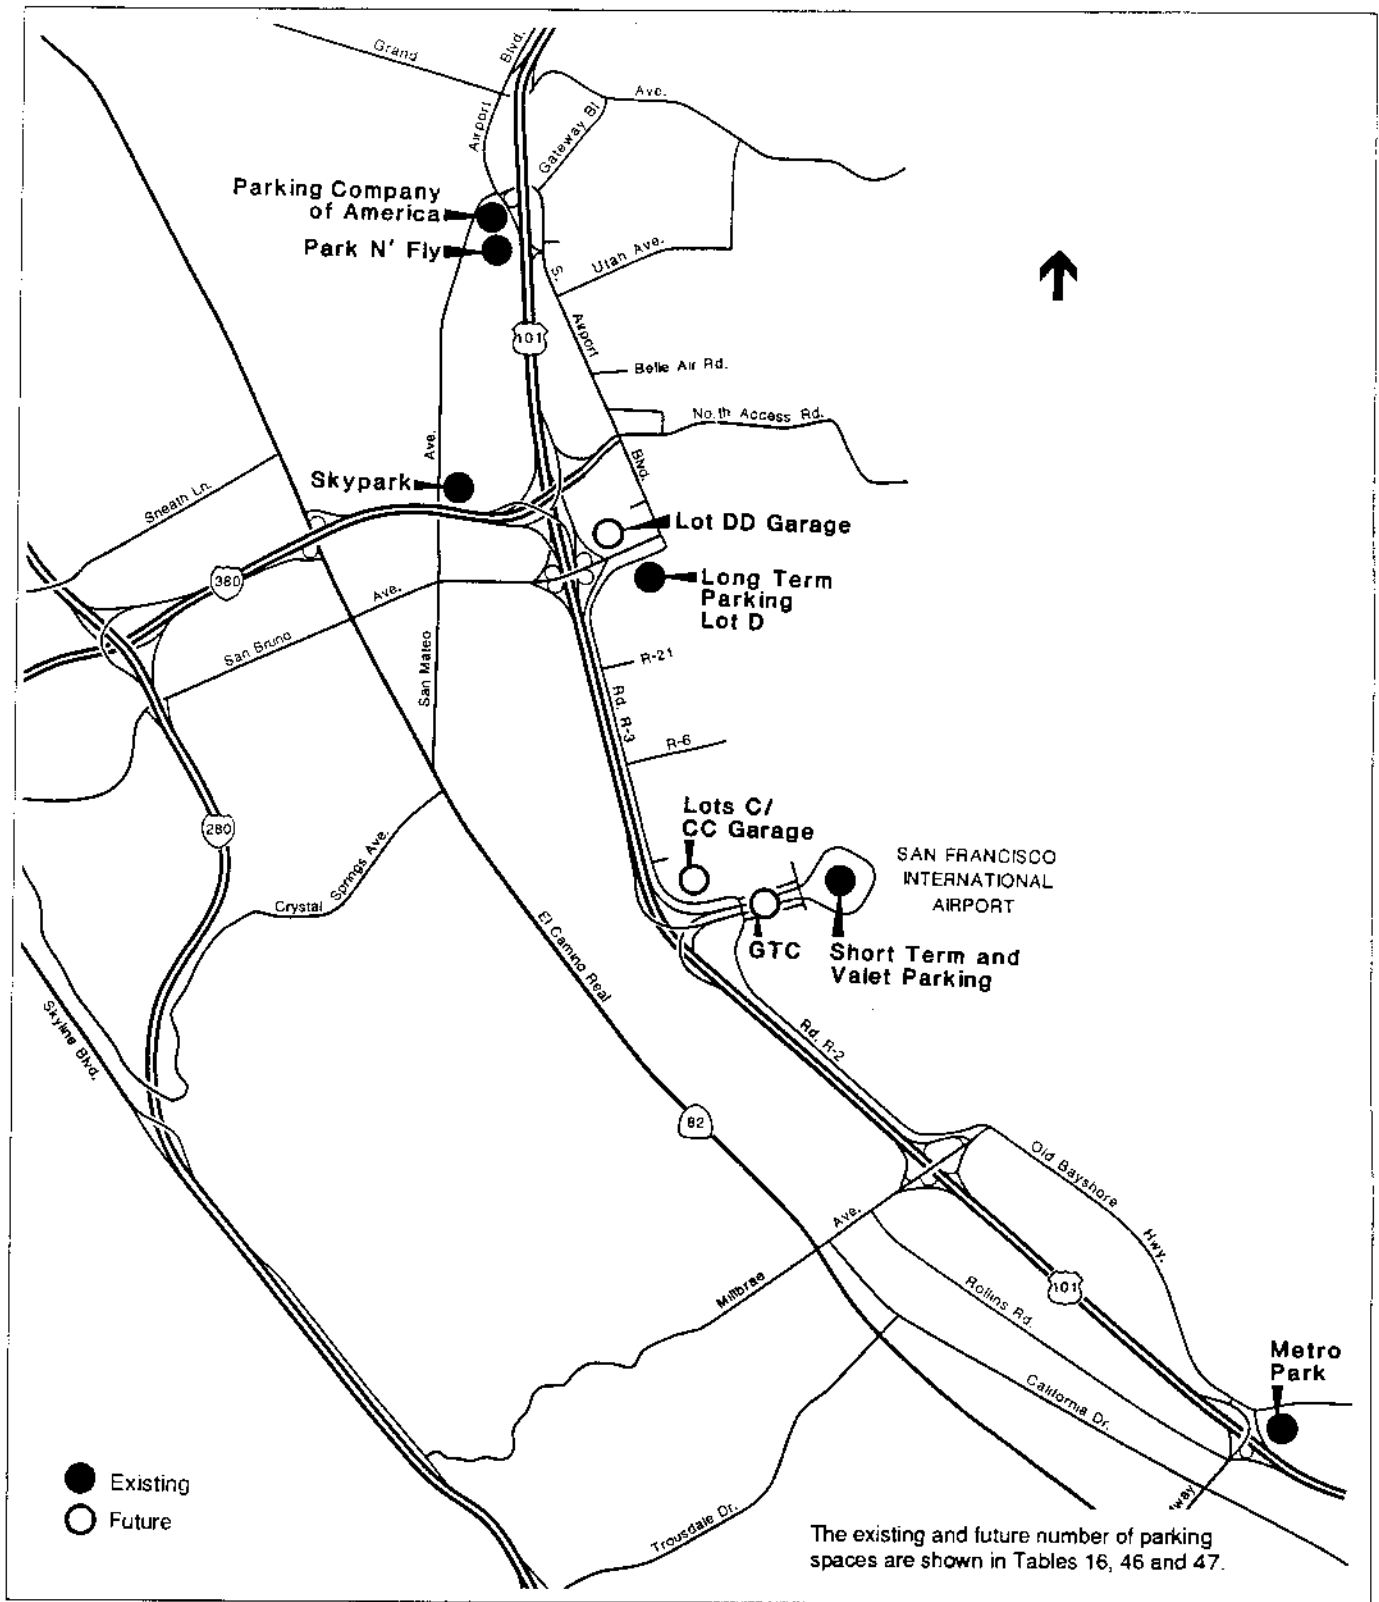 Grand
Blvd.
Airport
Gateway Bl
Ave.
Parking Company
of America
Park N' Fly
S.
Utah Ave.
101
Airport
Belle Air Rd.
North Access Rd.
Ave.
Blvd.
Skypark
Sneath Ln.
Lot DD Garage
380
Ave.
Long Term
Parking
Lot D
San Bruno
San Mateo
R-21
Rd. R-3
R-6
Lots C/
CC Garage
280
SAN FRANCISCO
INTERNATIONAL
AIRPORT
Crystal
Springs Ave.
El Camino Real
GTC
Short Term and
Valet Parking
Skyline Blvd.
Rd. R-2
82
Old Bayshore
Hwy.
Ave.
Millbrae
Rollins Rd.
101
Metro
Park
California Dr.
way
Trousdale Dr.
Existing
Future
The existing and future number of parking
spaces are shown in Tables 16, 46 and 47.